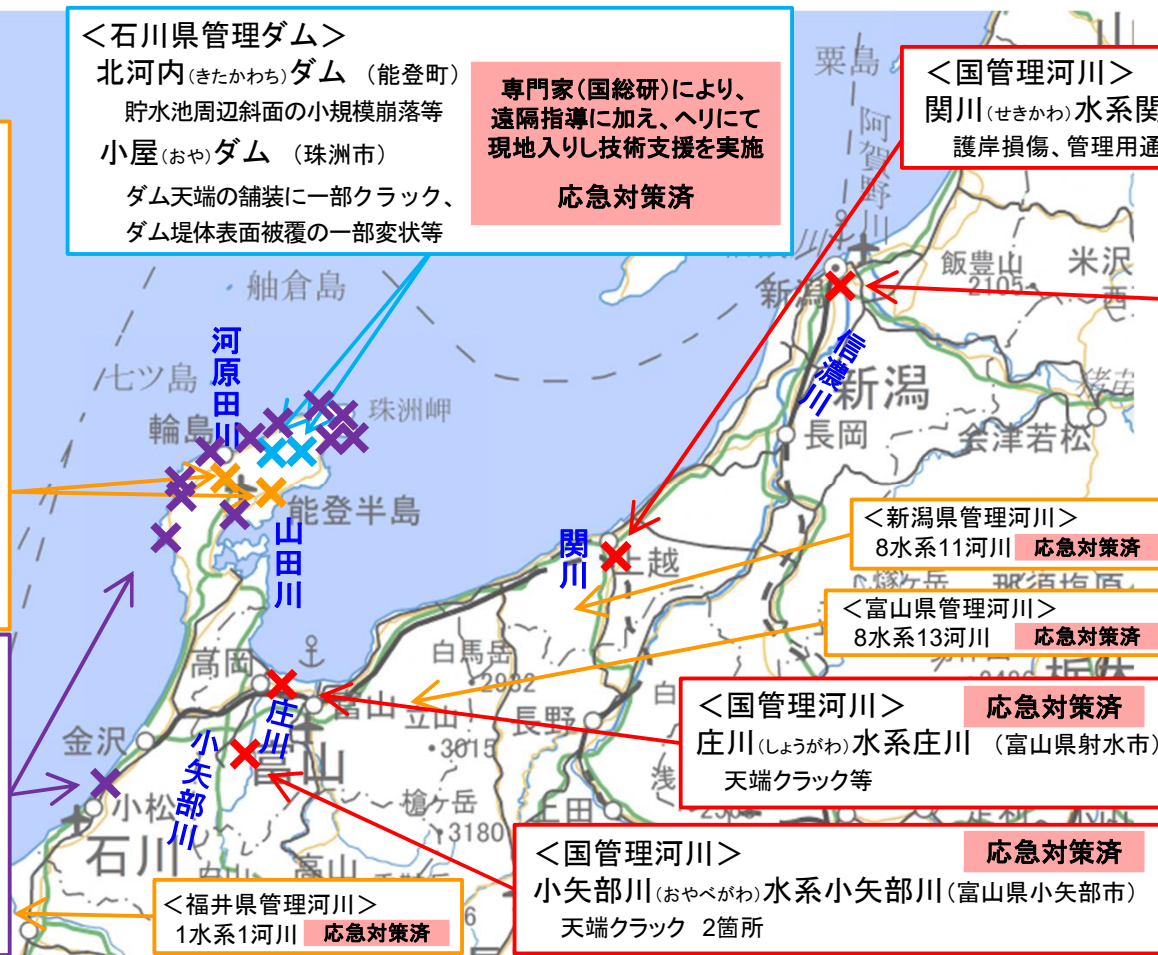 ＜石川県管理ダム＞
北河内(きたかわち)ダム （能登町）
貯水池周辺斜面の小規模崩落等
小屋(おや)ダム （珠洲市）
ダム天端の舗装に一部クラック、
ダム堤体表面被覆の一部変状等
専門家（国総研）により、
遠隔指導に加え、ヘリにて
現地入りし技術支援を実施
応急対策済
＜国管理河川＞
関川(せきかわ)水系関
護岸損傷、管理用通
粟島
阿賀野川
飯豊山
2105
米沢
新潟
信濃川
新潟
長岡
会津若松
舳倉島
七ツ島
河原田川
輪島
珠洲岬
能登半島
山田川
関川
上越
＜新潟県管理河川＞
8水系11河川 応急対策済
那須塩原
＜富山県管理河川＞
8水系13河川 応急対策済
白馬岳
2932
高岡
富山
立山
3015
長野
庄川
小矢部川
富山
金沢
小松
石川
槍ヶ岳
3180
高山
上田
＜国管理河川＞ 応急対策済
庄川(しょうがわ)水系庄川 （富山県射水市）
天端クラック等
＜国管理河川＞ 応急対策済
小矢部川(おやべがわ)水系小矢部川(富山県小矢部市)
天端クラック 2箇所
＜福井県管理河川＞
1水系1河川 応急対策済